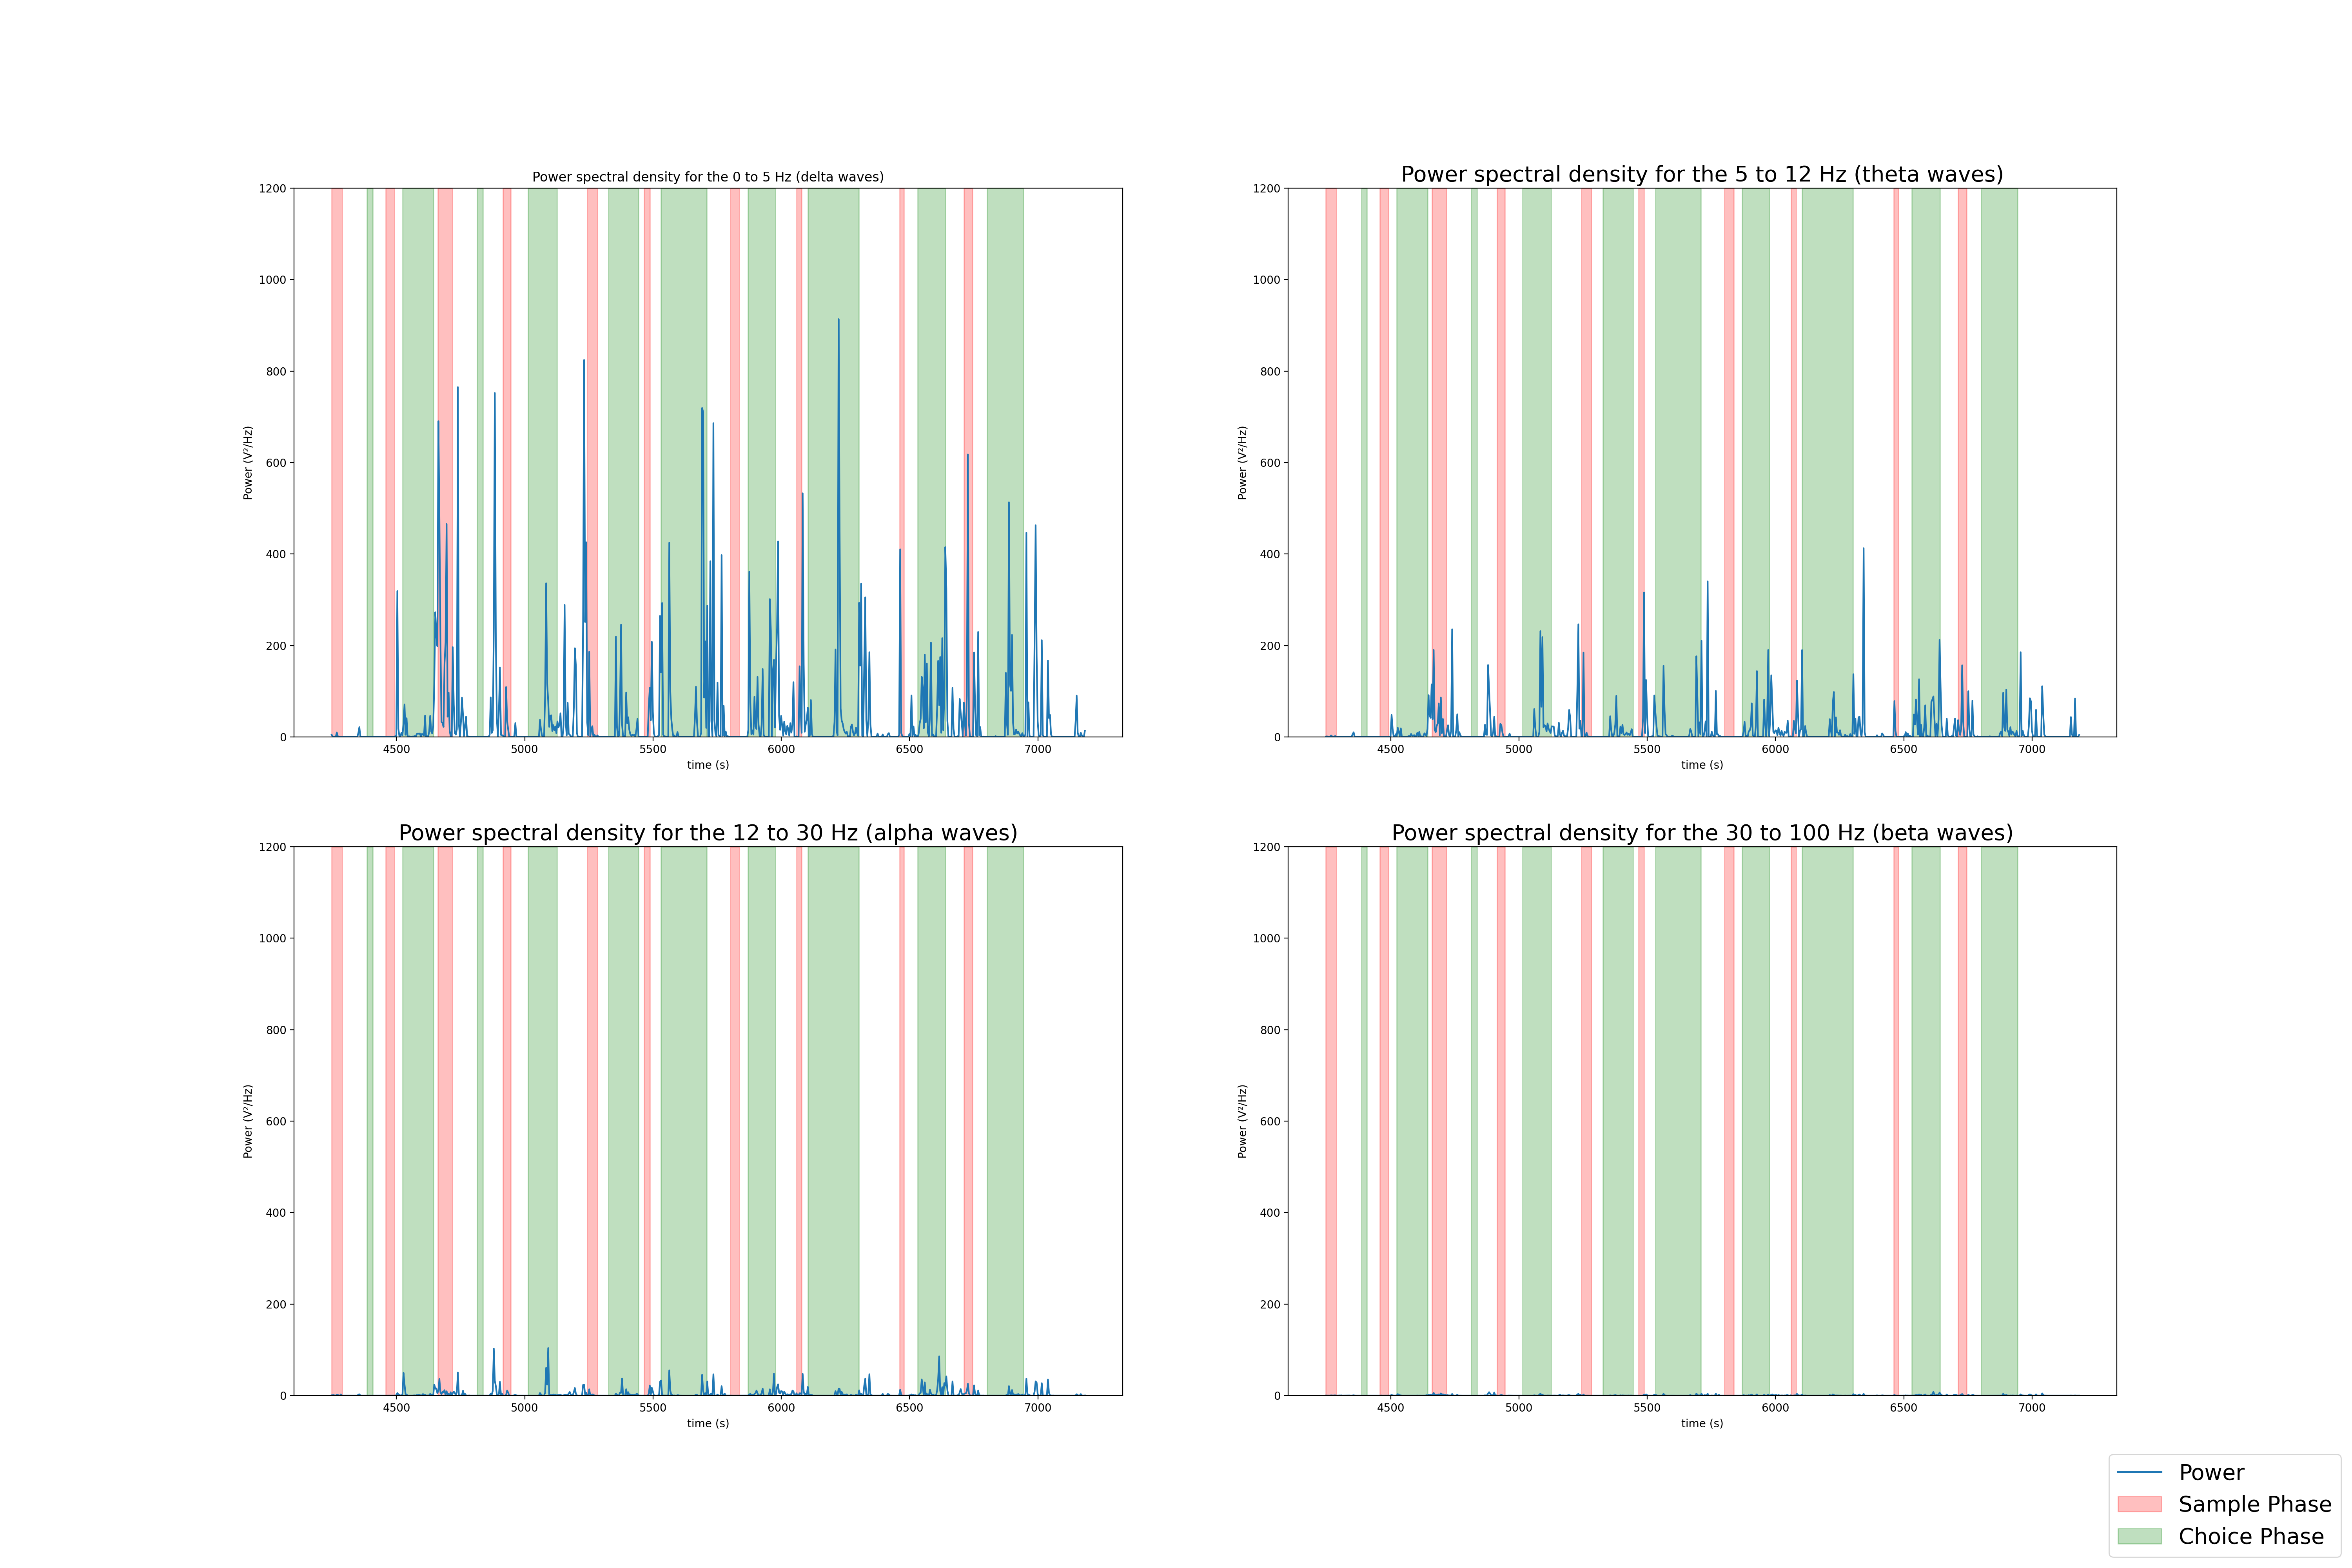 Power spectral density for the 0 to 5 Hz (delta waves)
1200
1000
800
600
400
200
0
Power (V²/Hz)
4500 5000 5500 6000 6500 7000
time (s)
Power spectral density for the 5 to 12 Hz (theta waves)
1200
1000
800
600
400
200
0
Power (V²/Hz)
4500 5000 5500 6000 6500 7000
time (s)
Power spectral density for the 12 to 30 Hz (alpha waves)
1200
1000
800
600
400
200
0
Power (V²/Hz)
4500 5000 5500 6000 6500 7000
time (s)
Power spectral density for the 30 to 100 Hz (beta waves)
1200
1000
800
600
400
200
0
Power (V²/Hz)
4500 5000 5500 6000 6500 7000
time (s)
Power
Sample Phase
Choice Phase